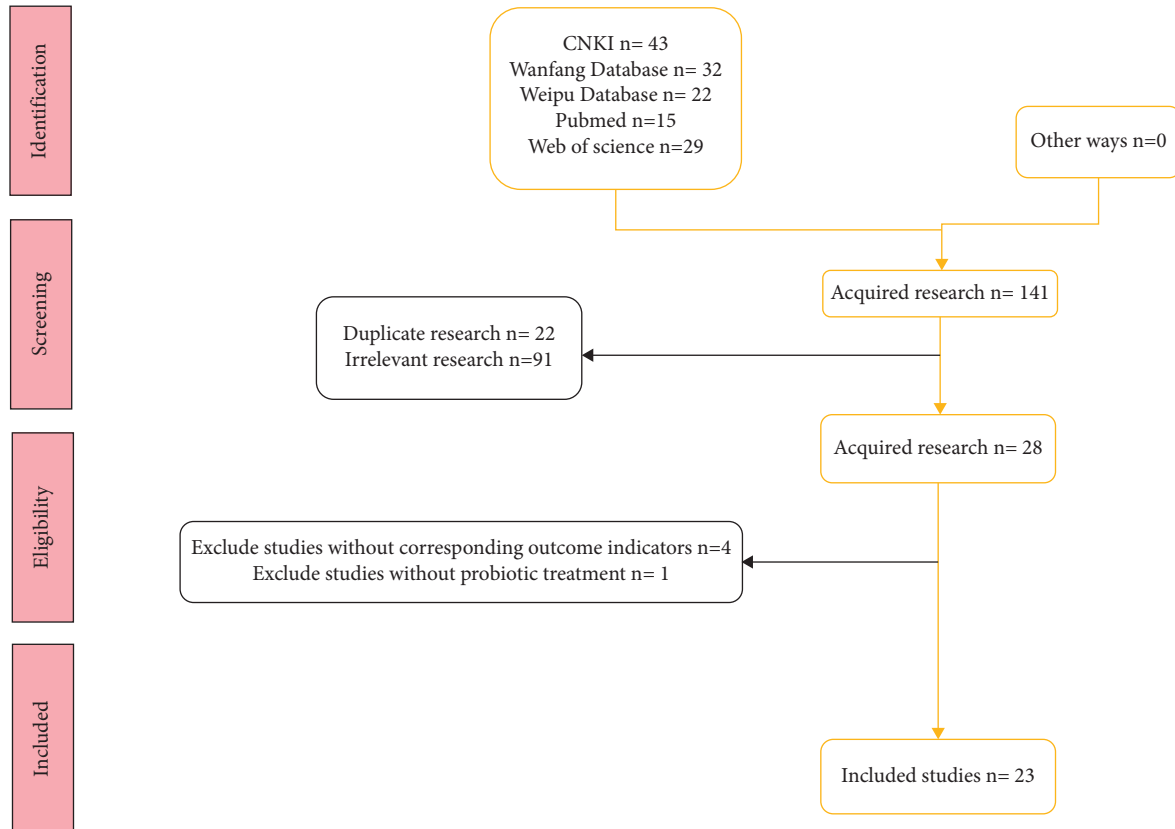 Identification
CNKI n= 43
Wanfang Database n= 32
Weipu Database n= 22
Pubmed n=15
Web of science n=29
Other ways n=0
Screening
Acquired research n= 141
Duplicate research n= 22
Irrelevant research n=91
Eligibility
Acquired research n= 28
Exclude studies without corresponding outcome indicators n=4
Exclude studies without probiotic treatment n= 1
Included
Included studies n= 23